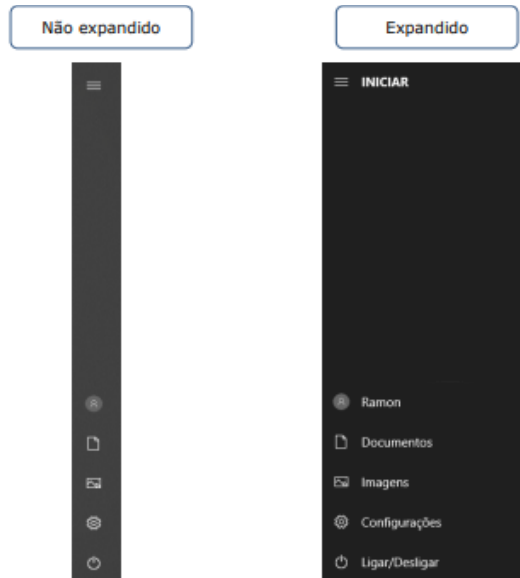 Não expandido
Expandido
INICIAR
Ramon
Documentos
Imagens
Configurações
Ligar/Desligar